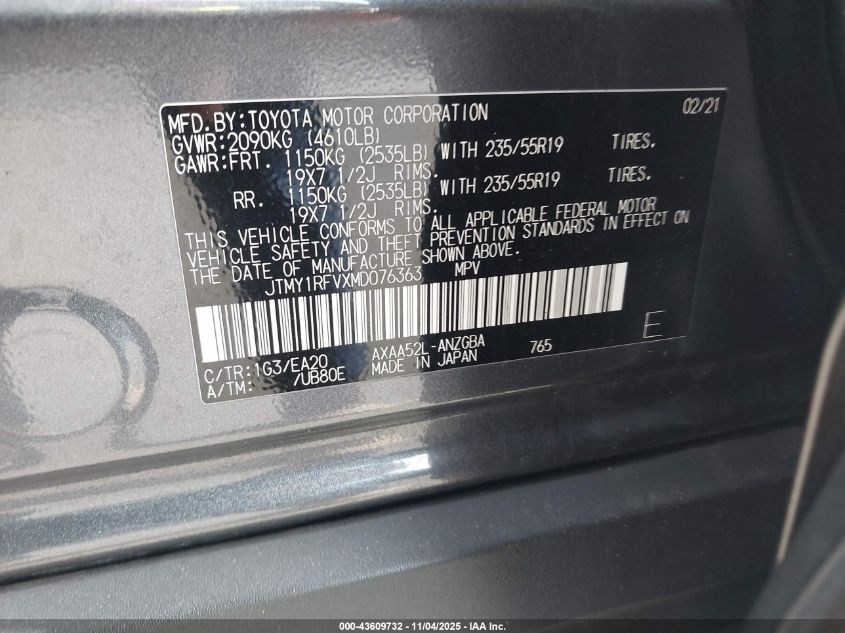 MFD.BY:TOYOTA MOTOR CORPORATION 02/21
GVWR:2090KG (4610LB)
GAWR:FRT. 1150KG (2535LB) WITH 235/55R19 TIRES.
19X7 1/2J RIMS.
RR. 1150KG (2535LB) WITH 235/55R19 TIRES.
19X7 1/2J RIMS.
THIS VEHICLE CONFORMS TO ALL APPLICABLE FEDERAL MOTOR
VEHICLE SAFETY AND THEFT PREVENTION STANDARDS IN EFFECT ON
THE DATE OF MANUFACTURE SHOWN ABOVE.
JTMY1RFVXMD076363 MPV
E
C/TR:1G3/EA20 AXAA52L-ANZGBA 765
A/TM: /UB80E MADE IN JAPAN
000-43609732 - 11/04/2025 - IAA Inc.